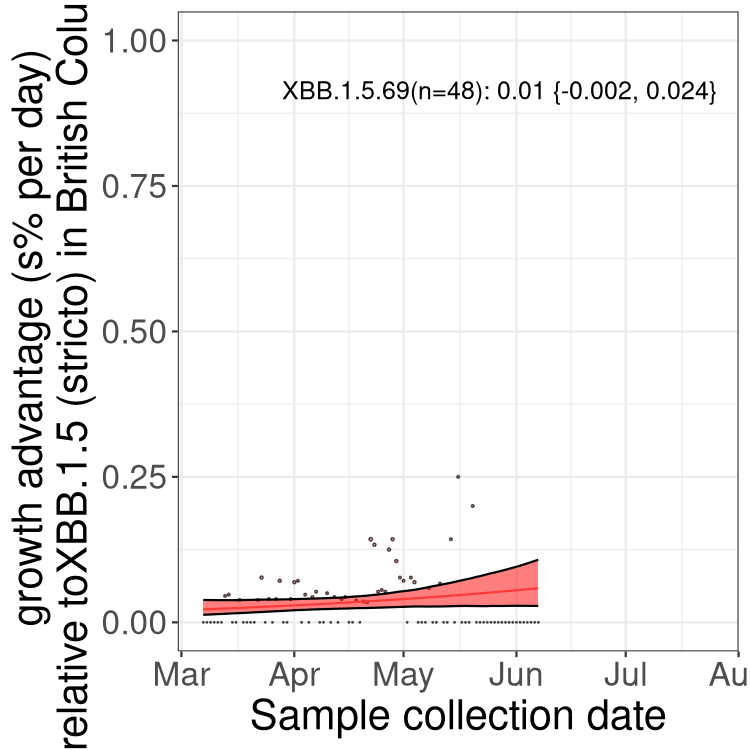 growth advantage (s% per day)
relative toXBB.1.5 (stricto) in British Colu
1.00
0.75
0.50
0.25
0.00
XBB.1.5.69(n=48): 0.01 {-0.002, 0.024}
Mar Apr May Jun Jul Au
Sample collection date